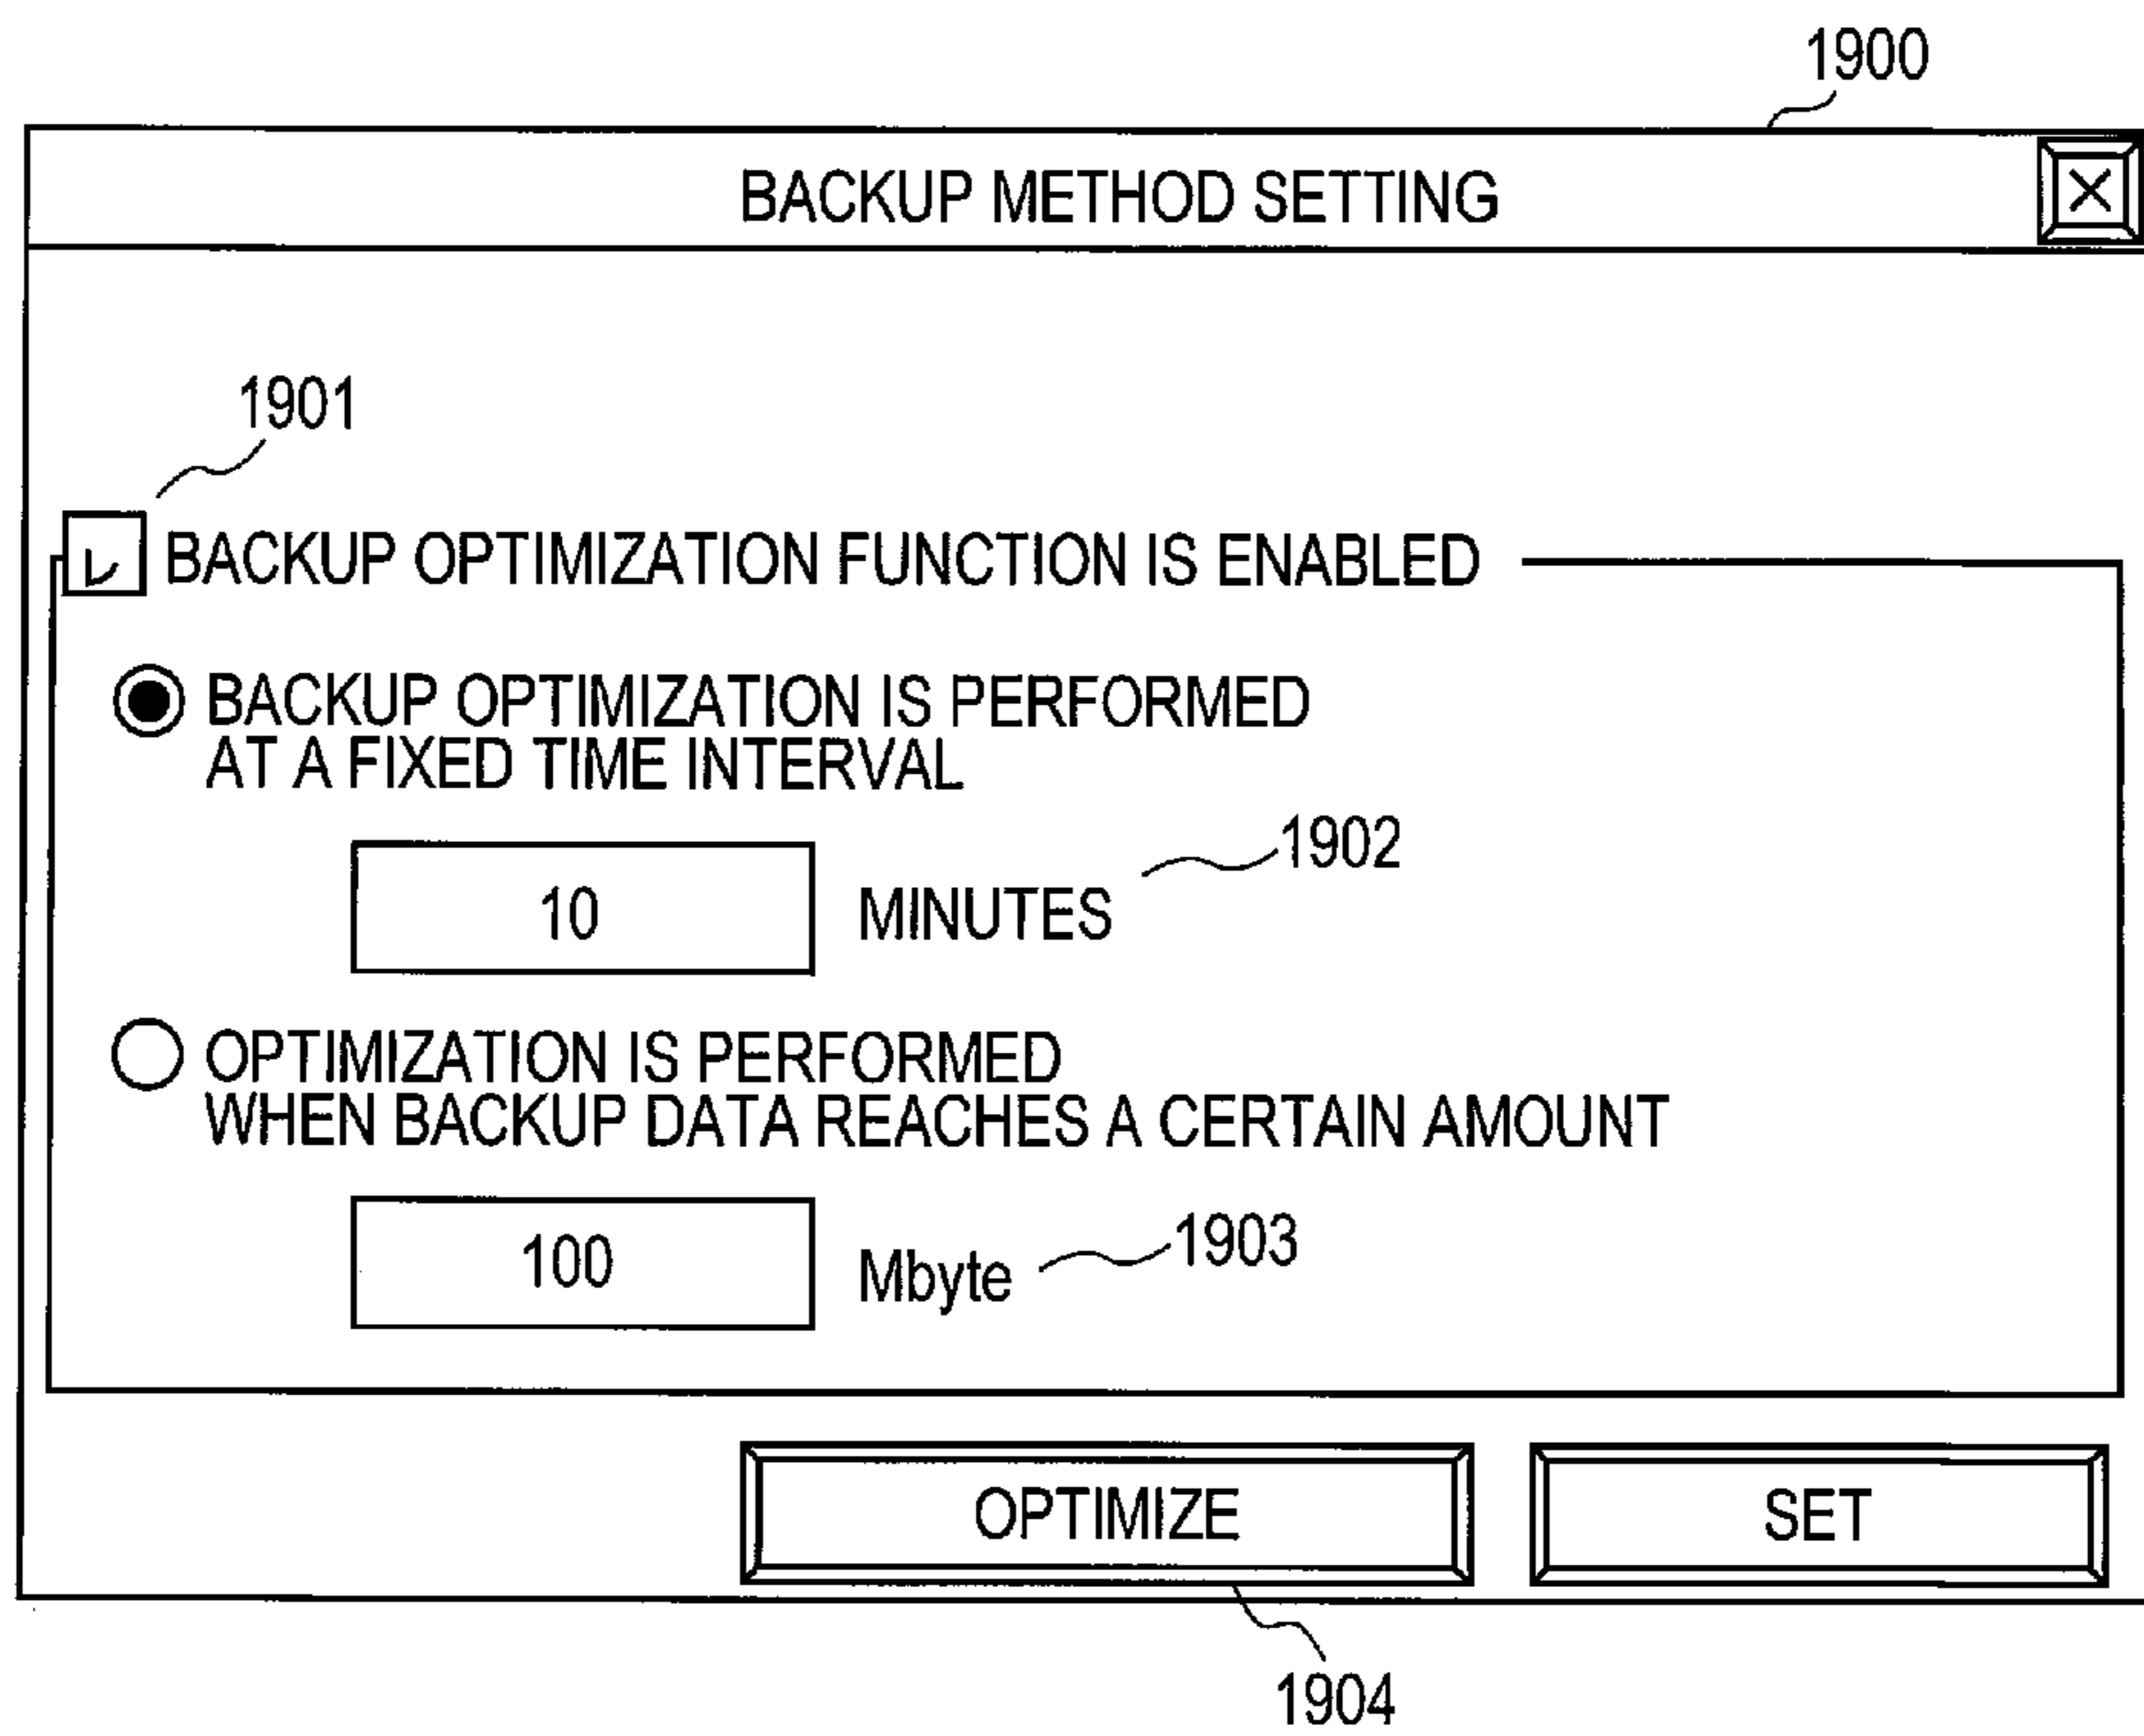 1900
BACKUP METHOD SETTING
X
1901
BACKUP OPTIMIZATION FUNCTION IS ENABLED
BACKUP OPTIMIZATION IS PERFORMED
AT A FIXED TIME INTERVAL
10 MINUTES 1902
OPTIMIZATION IS PERFORMED
WHEN BACKUP DATA REACHES A CERTAIN AMOUNT
100 Mbyte 1903
OPTIMIZE SET
1904